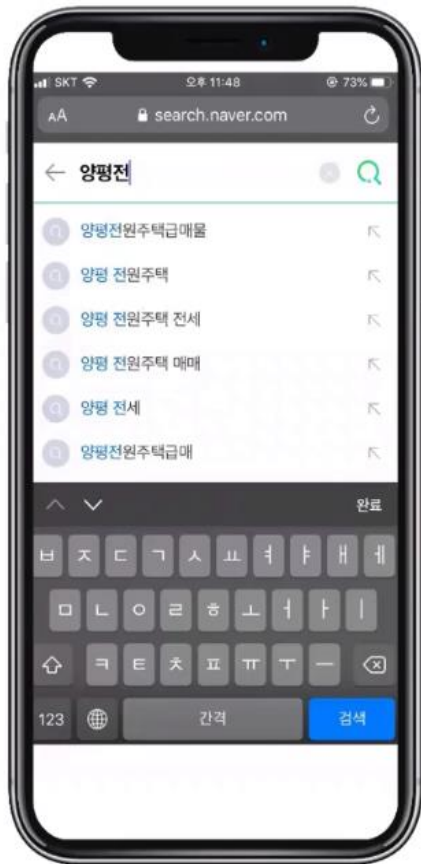 SKT 오후 11:48 73%
AA search.naver.com
양평전
양평전원주택급매물
양평 전원주택
양평 전원주택 전세
양평 전원주택 매매
양평 전세
양평전원주택급매
완료
ㅂ ㅈ ㄷ ㄱ ㅅ ㅛ ㅕ ㅑ ㅐ ㅔ
ㅁ ㄴ ㅇ ㄹ ㅎ ㅗ ㅓ ㅏ ㅣ
ㅋ ㅌ ㅊ ㅍ ㅠ ㅜ ㅡ
123 간격 검색